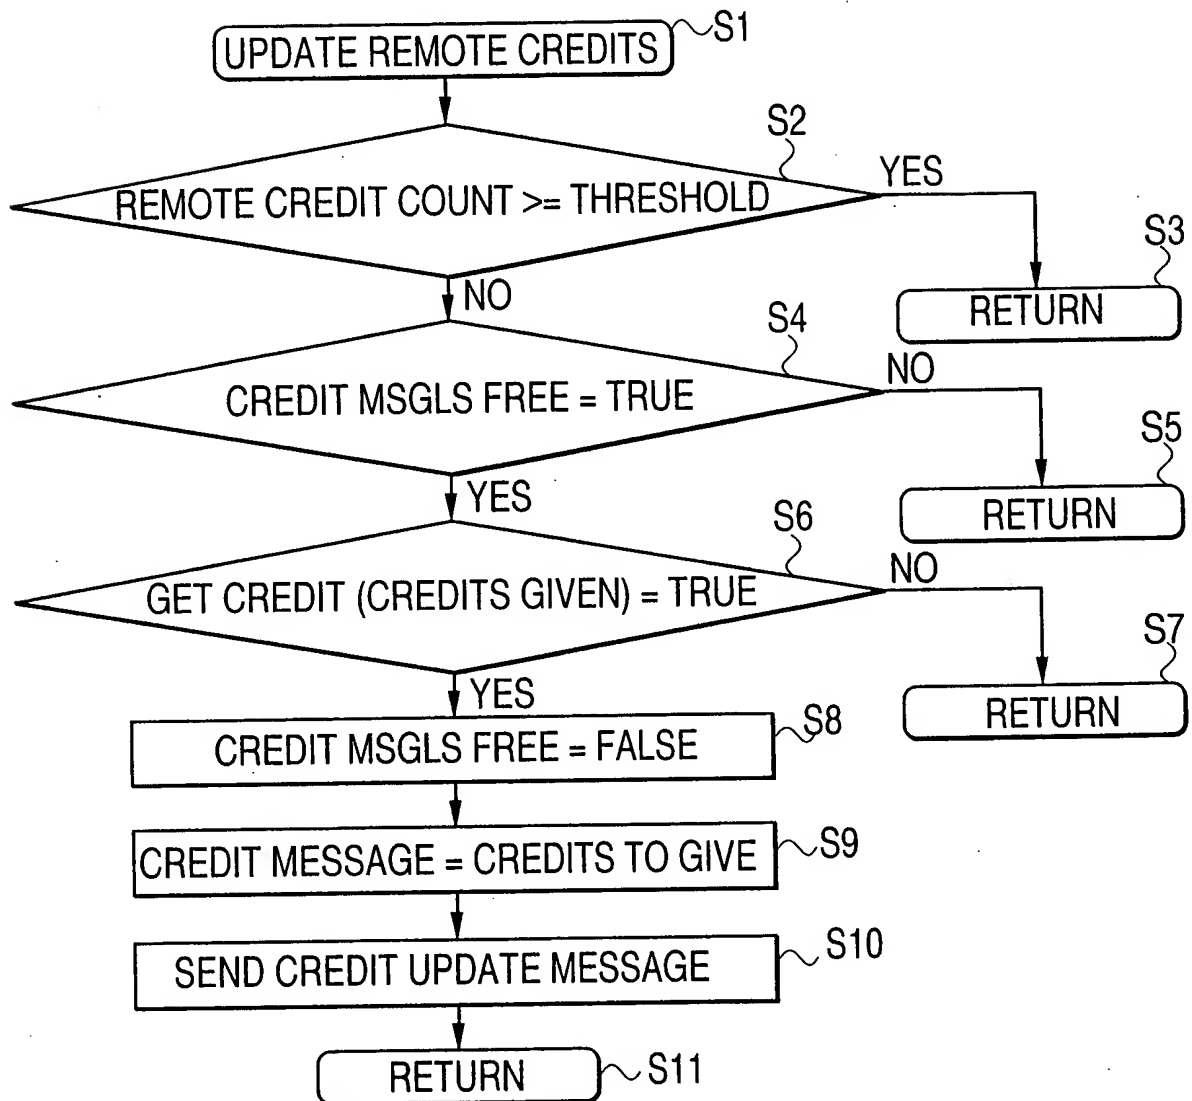 UPDATE REMOTE CREDITS
S1
S2
REMOTE CREDIT COUNT >= THRESHOLD
YES
S3
RETURN
NO
S4
CREDIT MSGLS FREE = TRUE
NO
S5
RETURN
YES
S6
GET CREDIT (CREDITS GIVEN) = TRUE
NO
S7
RETURN
YES
CREDIT MSGLS FREE = FALSE
S8
CREDIT MESSAGE = CREDITS TO GIVE
S9
SEND CREDIT UPDATE MESSAGE
S10
RETURN
S11